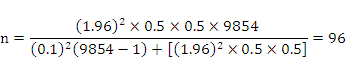 n = \frac{(1.96)^2 × 0.5 × 0.5 × 9854}{(0.1)^2(9854 − 1) + [(1.96)^2 × 0.5 × 0.5]} = 96